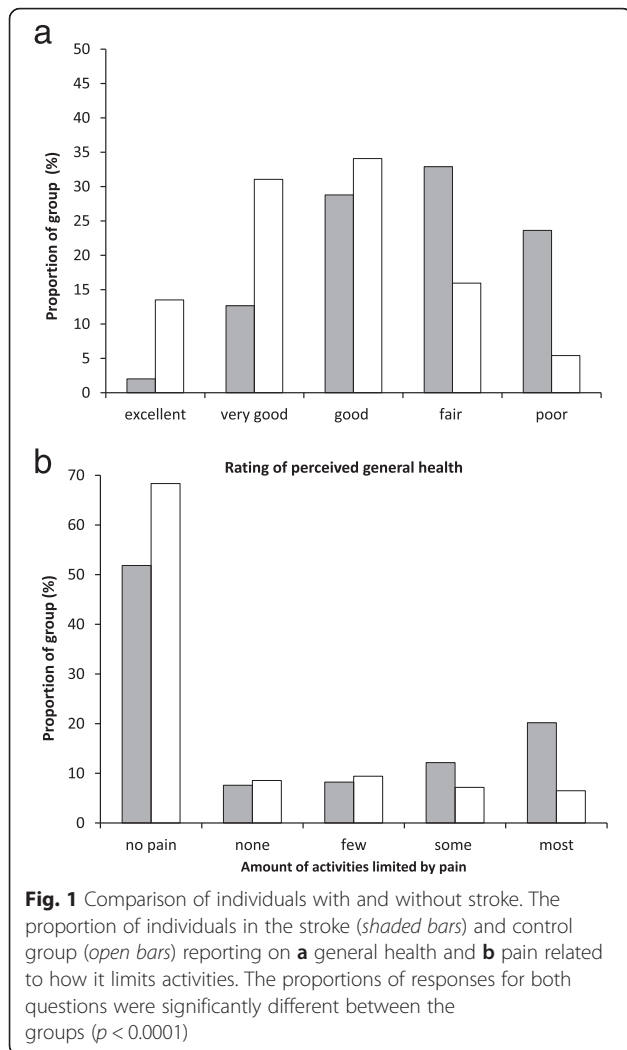 a
50
45
40
35
30
25
20
15
10
5
0
Proportion of group (%)
excellent very good good fair poor
Rating of perceived general health
b
70
60
50
40
30
20
10
0
Proportion of group (%)
no pain none few some most
Amount of activities limited by pain
Fig. 1 Comparison of individuals with and without stroke. The
proportion of individuals in the stroke (shaded bars) and control
group (open bars) reporting on a general health and b pain related
to how it limits activities. The proportions of responses for both
questions were significantly different between the
groups (p < 0.0001)